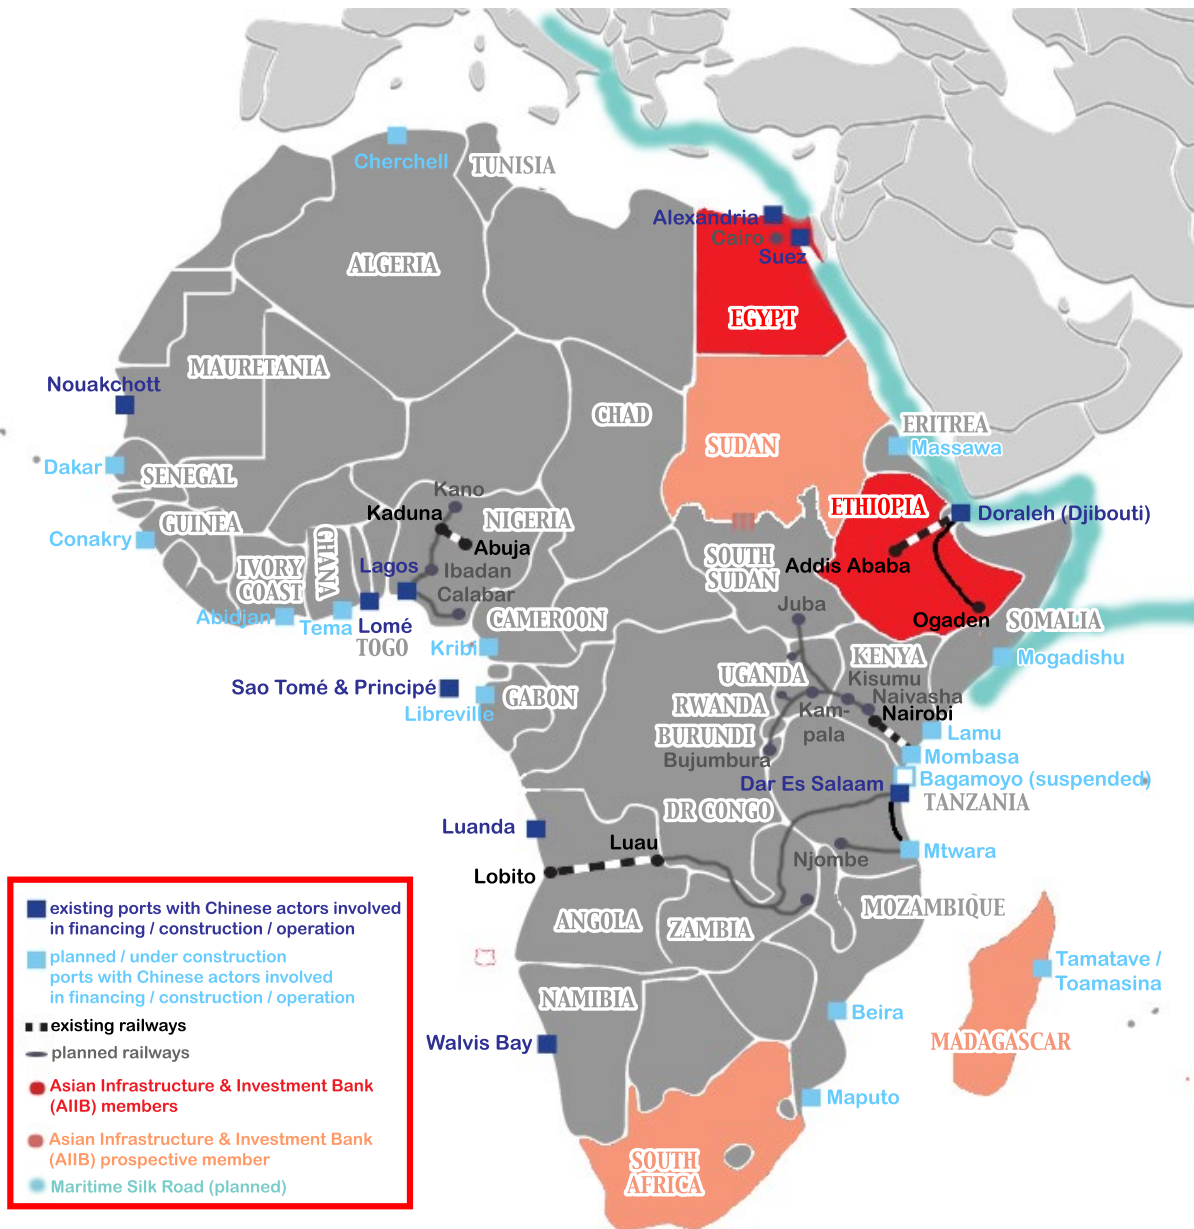 Cherchell
TUNISIA
ALGERIA
Alexandria
Cairo
Suez
EGYPT
MAURETANIA
Nouakchott
CHAD
SUDAN
ERITREA
Massawa
Dakar
SENEGAL
Kano
Kaduna
NIGERIA
Abuja
ETHIOPIA
Doraleh (Djibouti)
GUINEA
Conakry
IVORY
COAST
GHANA
Lagos
Ibadan
Calabar
SOUTH
SUDAN
Addis Ababa
Juba
Ogaden
SOMALIA
Abidjan
Tema
Lomé
TOGO
CAMEROON
Kribi
Mogadishu
KENYA
UGANDA
Kisumu
Naivasha
Nairobi
Sao Tomé & Principé
GABON
Libreville
RWANDA
Kam-
pala
BURUNDI
Bujumbura
Lamu
Mombasa
Bagamoyo (suspended)
Dar Es Salaam
TANZANIA
DR CONGO
Luanda
Luau
Lobito
Njombe
Mtwara
ANGOLA
ZAMBIA
MOZAMBIQUE
Tamatave /
Toamasina
NAMIBIA
Beira
Walvis Bay
MADAGASCAR
Maputo
SOUTH
AFRICA
existing ports with Chinese actors involved
in financing / construction / operation
planned / under construction
ports with Chinese actors involved
in financing / construction / operation
existing railways
planned railways
Asian Infrastructure & Investment Bank
(AIIB) members
Asian Infrastructure & Investment Bank
(AIIB) prospective member
Maritime Silk Road (planned)